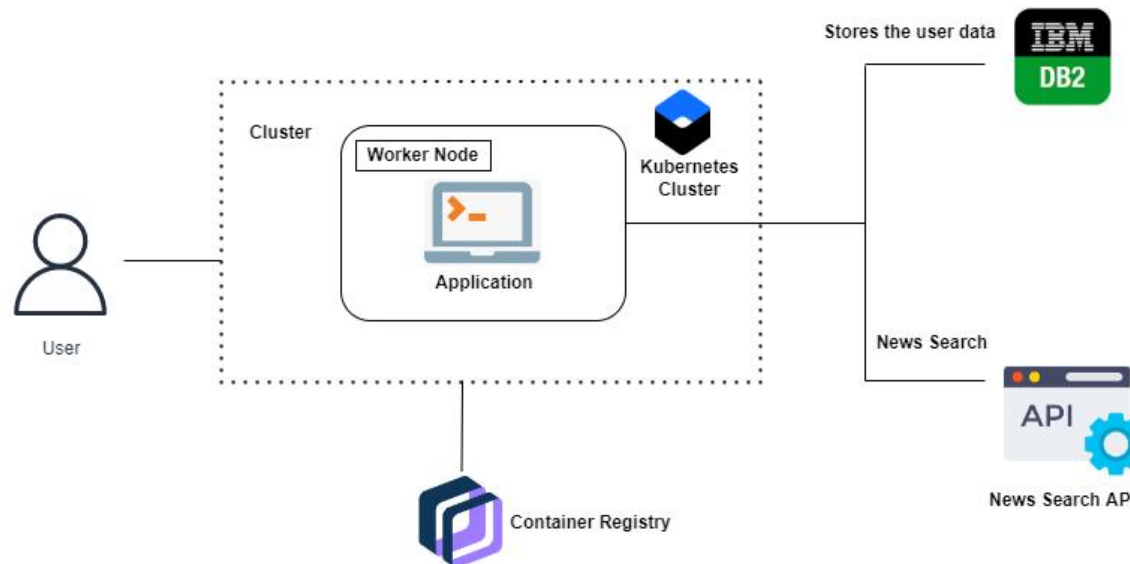 Stores the user data
IBM
DB2
Cluster
Worker Node
Kubernetes
Cluster
Application
User
News Search
API
News Search AP
Container Registry